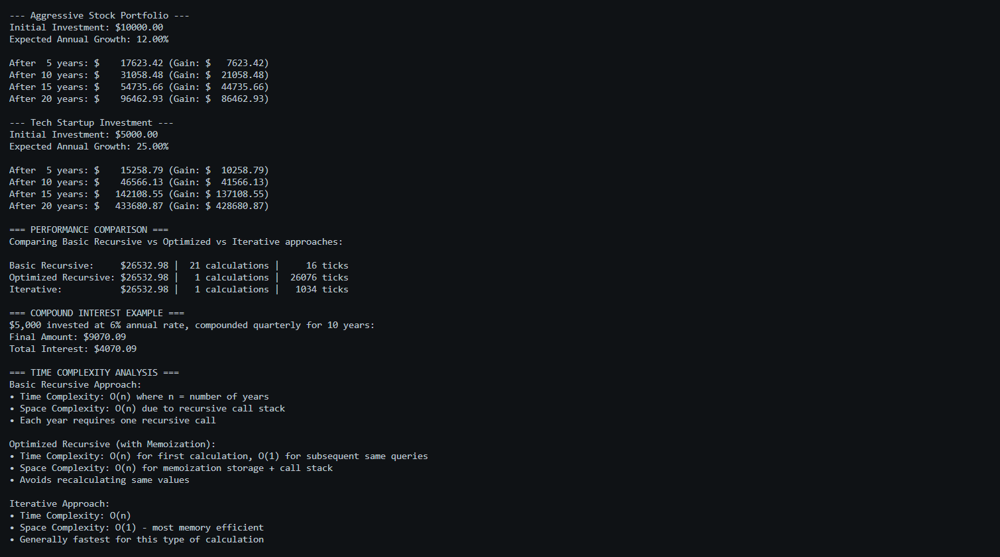 --- Aggressive Stock Portfolio ---
Initial Investment: $10000.00
Expected Annual Growth: 12.00%

After  5 years: $    17623.42 (Gain: $   7623.42)
After 10 years: $    31058.48 (Gain: $  21058.48)
After 15 years: $    54735.66 (Gain: $  44735.66)
After 20 years: $    96462.93 (Gain: $  86462.93)

--- Tech Startup Investment ---
Initial Investment: $5000.00
Expected Annual Growth: 25.00%

After  5 years: $    15258.79 (Gain: $  10258.79)
After 10 years: $    46566.13 (Gain: $  41566.13)
After 15 years: $   142108.55 (Gain: $ 137108.55)
After 20 years: $   433680.87 (Gain: $ 428680.87)

=== PERFORMANCE COMPARISON ===
Comparing Basic Recursive vs Optimized vs Iterative approaches:

Basic Recursive:     $26532.98 |  21 calculations |     16 ticks
Optimized Recursive: $26532.98 |   1 calculations |  26076 ticks
Iterative:           $26532.98 |   1 calculations |   1034 ticks

=== COMPOUND INTEREST EXAMPLE ===
$5,000 invested at 6% annual rate, compounded quarterly for 10 years:
Final Amount: $9070.09
Total Interest: $4070.09

=== TIME COMPLEXITY ANALYSIS ===
Basic Recursive Approach:
• Time Complexity: O(n) where n = number of years
• Space Complexity: O(n) due to recursive call stack
• Each year requires one recursive call

Optimized Recursive (with Memoization):
• Time Complexity: O(n) for first calculation, O(1) for subsequent same queries
• Space Complexity: O(n) for memoization storage + call stack
• Avoids recalculating same values

Iterative Approach:
• Time Complexity: O(n)
• Space Complexity: O(1) - most memory efficient
• Generally fastest for this type of calculation